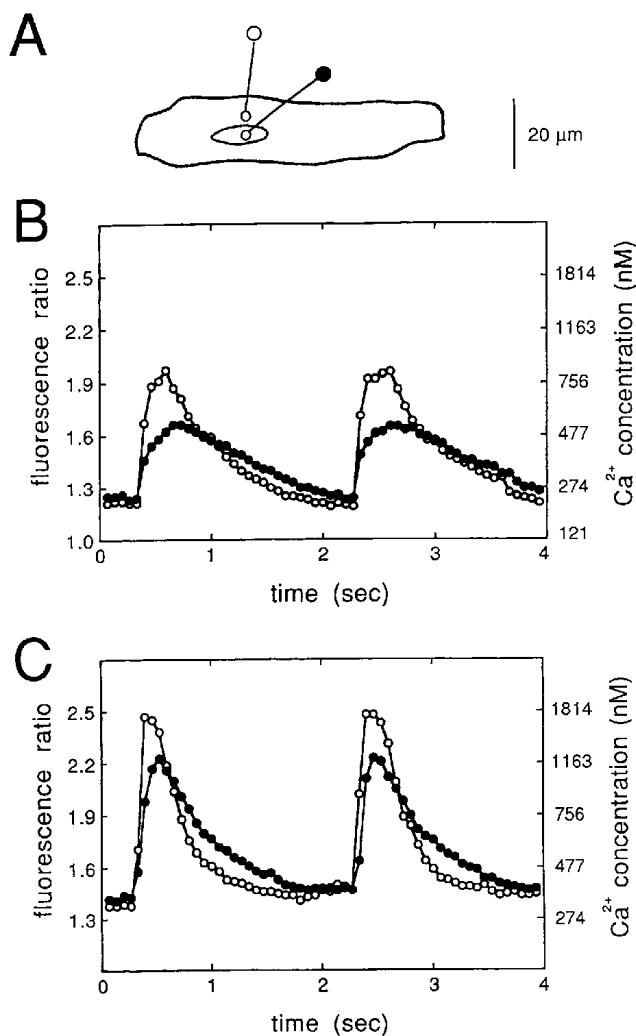 A
20 μm
B
fluorescence ratio
2.5
2.2
1.9
1.6
1.3
1.0
Ca2+ concentration (nM)
1814
1163
756
477
274
121
0 1 2 3 4
time (sec)
C
fluorescence ratio
2.5
2.2
1.9
1.6
1.3
Ca2+ concentration (nM)
1814
1163
756
477
274
0 1 2 3 4
time (sec)